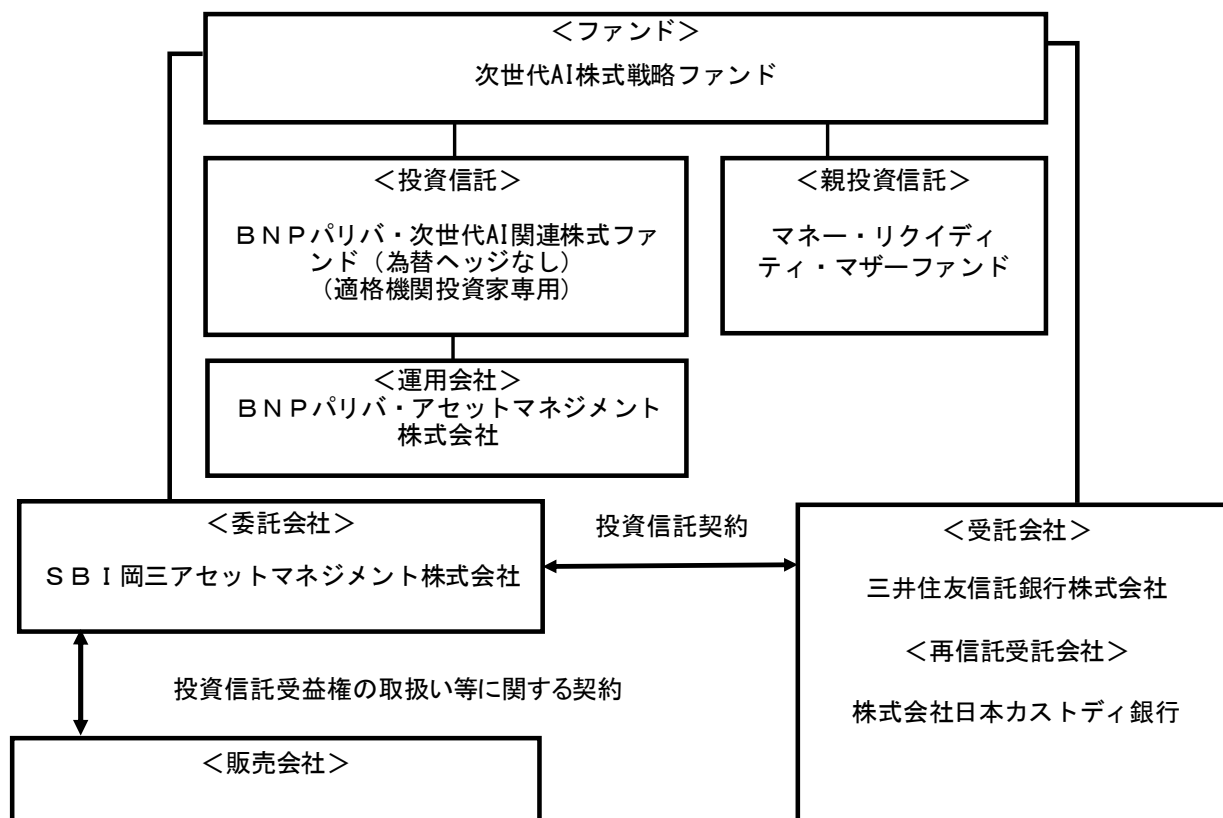 ＜ファンド＞
次世代AI株式戦略ファンド
＜投資信託＞
ＢＮＰパリバ・次世代AI関連株式ファ
ンド（為替ヘッジなし）
（適格機関投資家専用）
＜親投資信託＞
マネー・リクイディ
ティ・マザーファンド
＜運用会社＞
ＢＮＰパリバ・アセットマネジメント
株式会社
＜委託会社＞
ＳＢＩ岡三アセットマネジメント株式会社
投資信託契約
＜受託会社＞
三井住友信託銀行株式会社
＜再信託受託会社＞
株式会社日本カストディ銀行
投資信託受益権の取扱い等に関する契約
＜販売会社＞